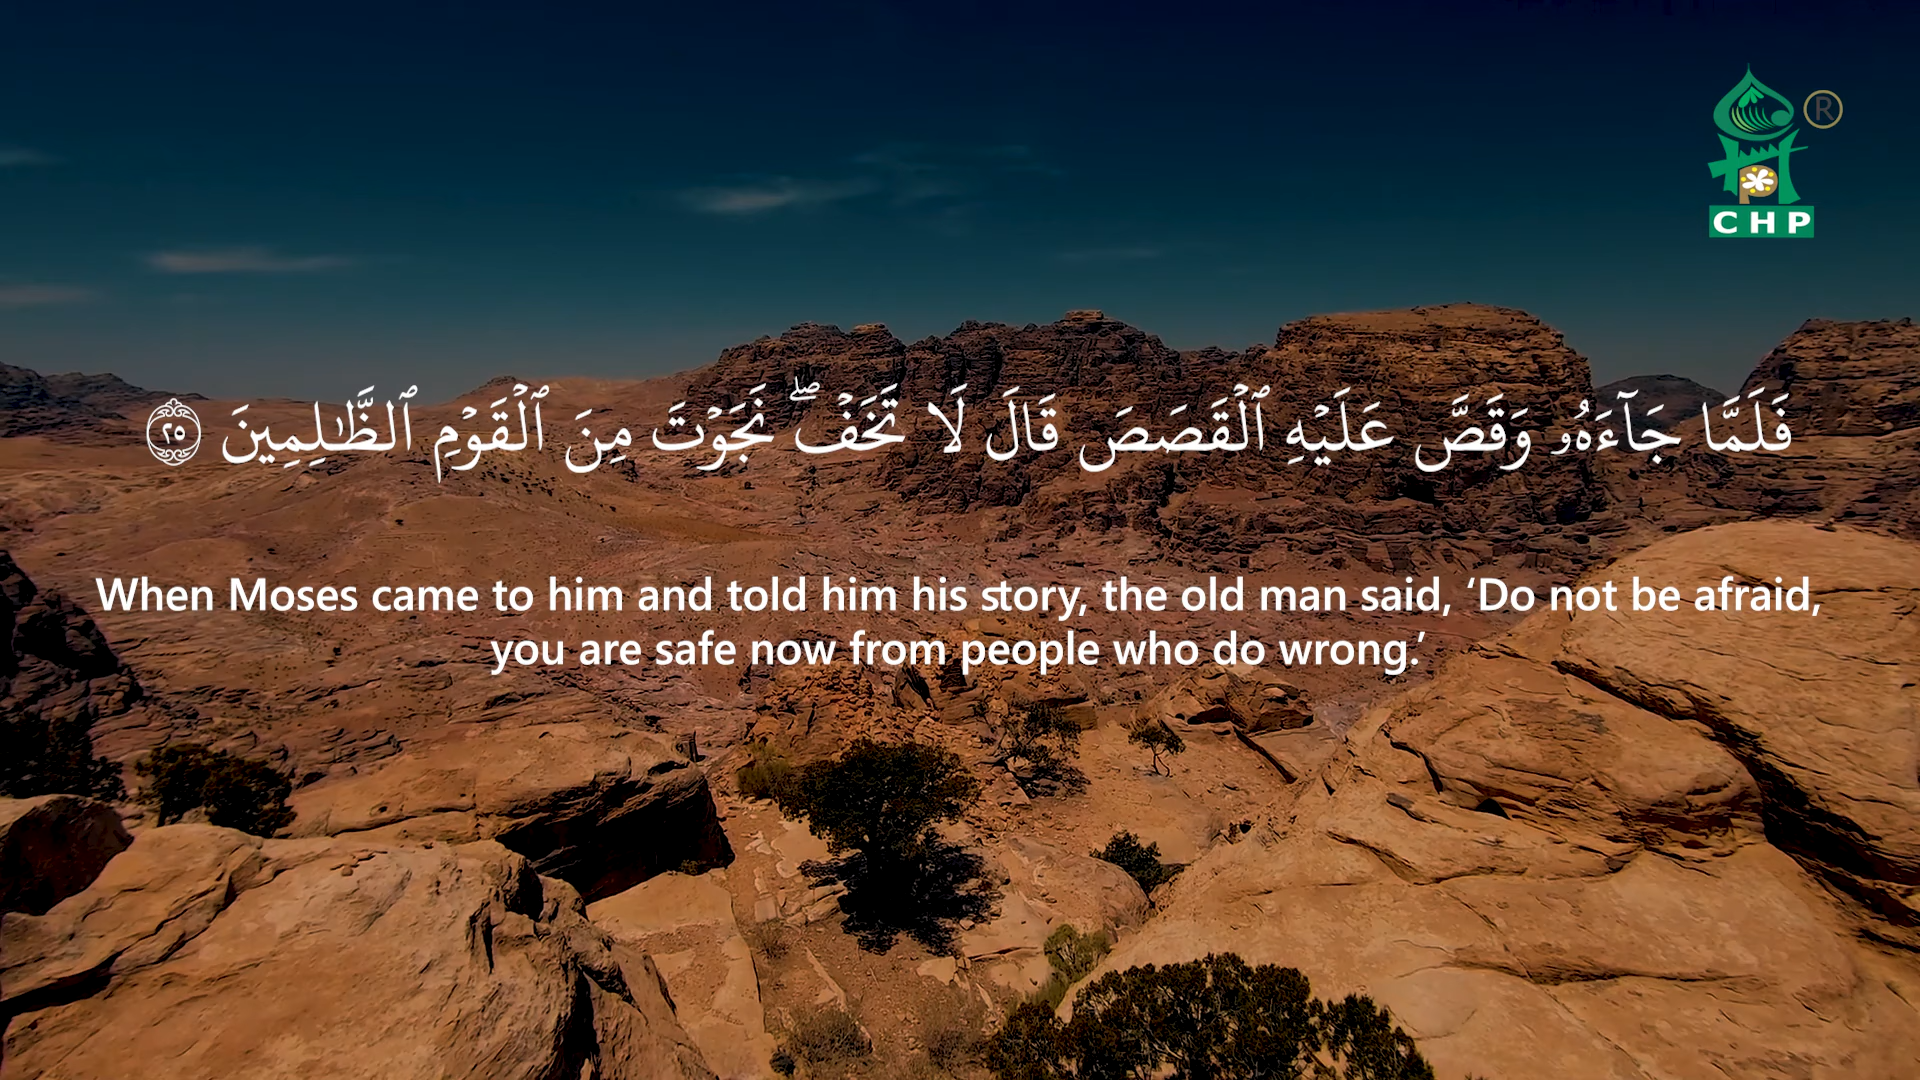 ®
CHP
فَلَمَّا جَآءَهُۥ وَقَصَّ عَلَيْهِ ٱلْقَصَصَ قَالَ لَا تَخَفْ ۖ نَجَوْتَ مِنَ ٱلْقَوْمِ ٱلظَّٰلِمِينَ ٢٥
When Moses came to him and told him his story, the old man said, ‘Do not be afraid,
you are safe now from people who do wrong.’